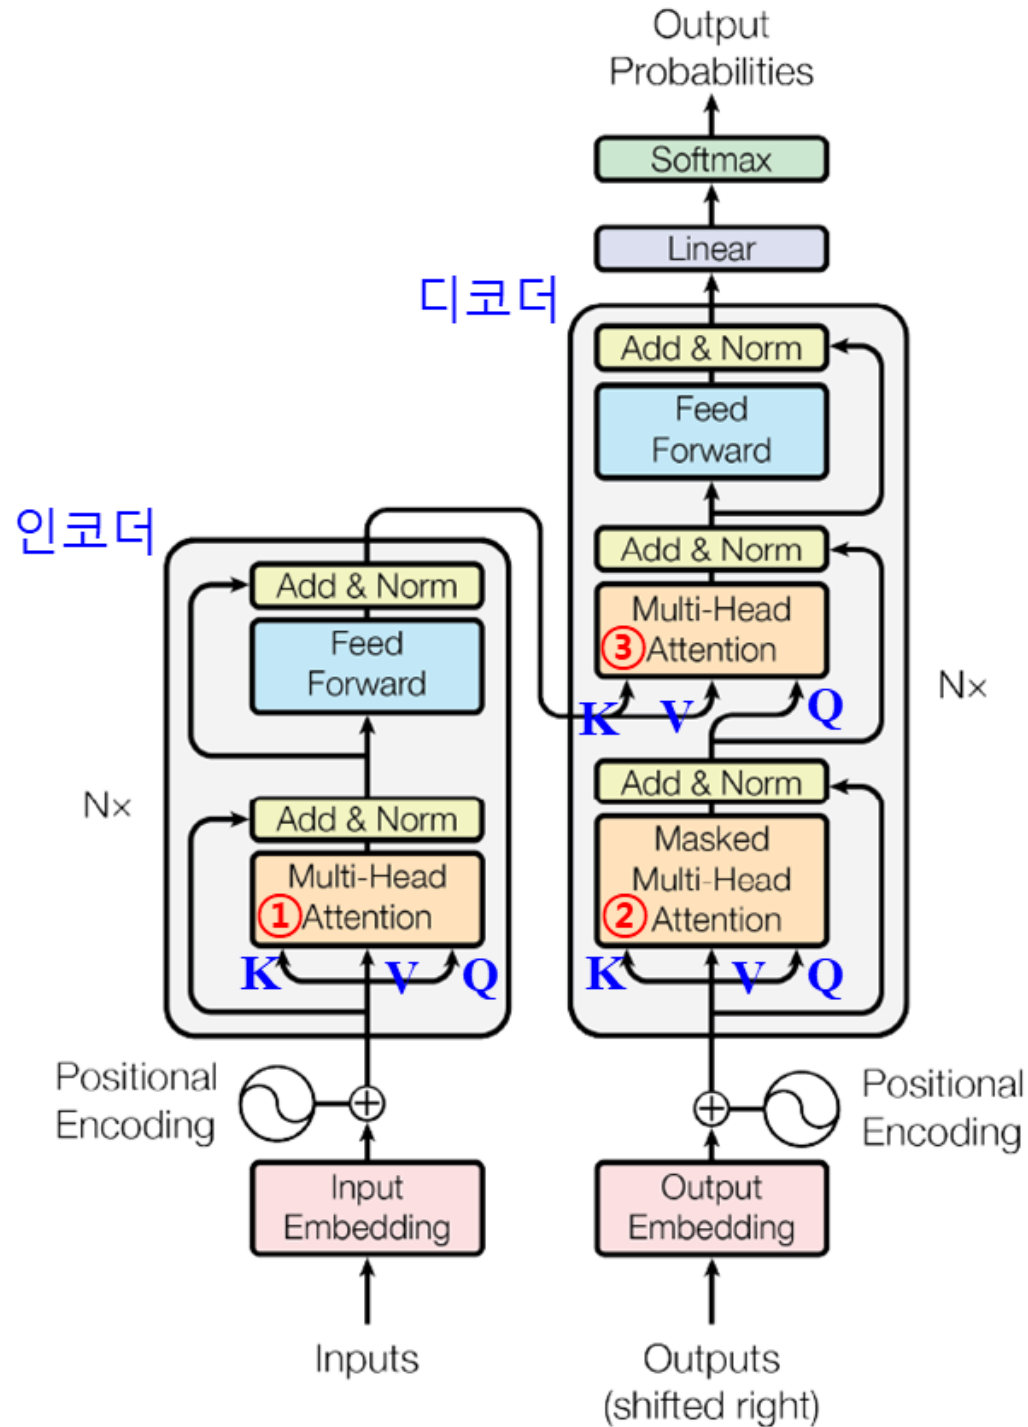 Output
Probabilities
Softmax
Linear
디코더
Add & Norm
Feed
Forward
Add & Norm
Multi-Head
③Attention
K V Q
Nx
Add & Norm
Masked
Multi-Head
②Attention
K V Q
인코더
Add & Norm
Feed
Forward
Nx
Add & Norm
Multi-Head
①Attention
K V Q
Positional
Encoding
Positional
Encoding
Input
Embedding
Output
Embedding
Inputs
Outputs
(shifted right)